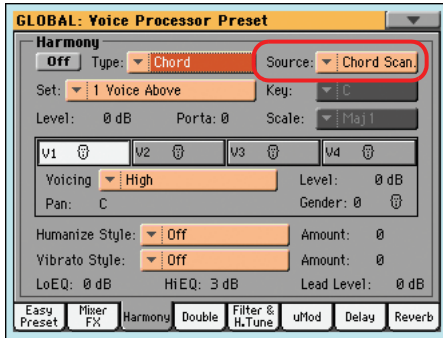 GLOBAL: Voice Processor Preset
Harmony
Off Type: Chord Source: Chord Scan.
Set: 1 Voice Above Key: C
Level: 0 dB Porta: 0 Scale: Maj1
V1 V2 V3 V4
Voicing High Level: 0 dB
Pan: C Gender: 0
Humanize Style: Off Amount: 0
Vibrato Style: Off Amount: 0
LoEQ: 0 dB HiEQ: 3 dB Lead Level: 0 dB
Easy Preset Mixer FX Harmony Double Filter & H.Tune uMod Delay Reverb